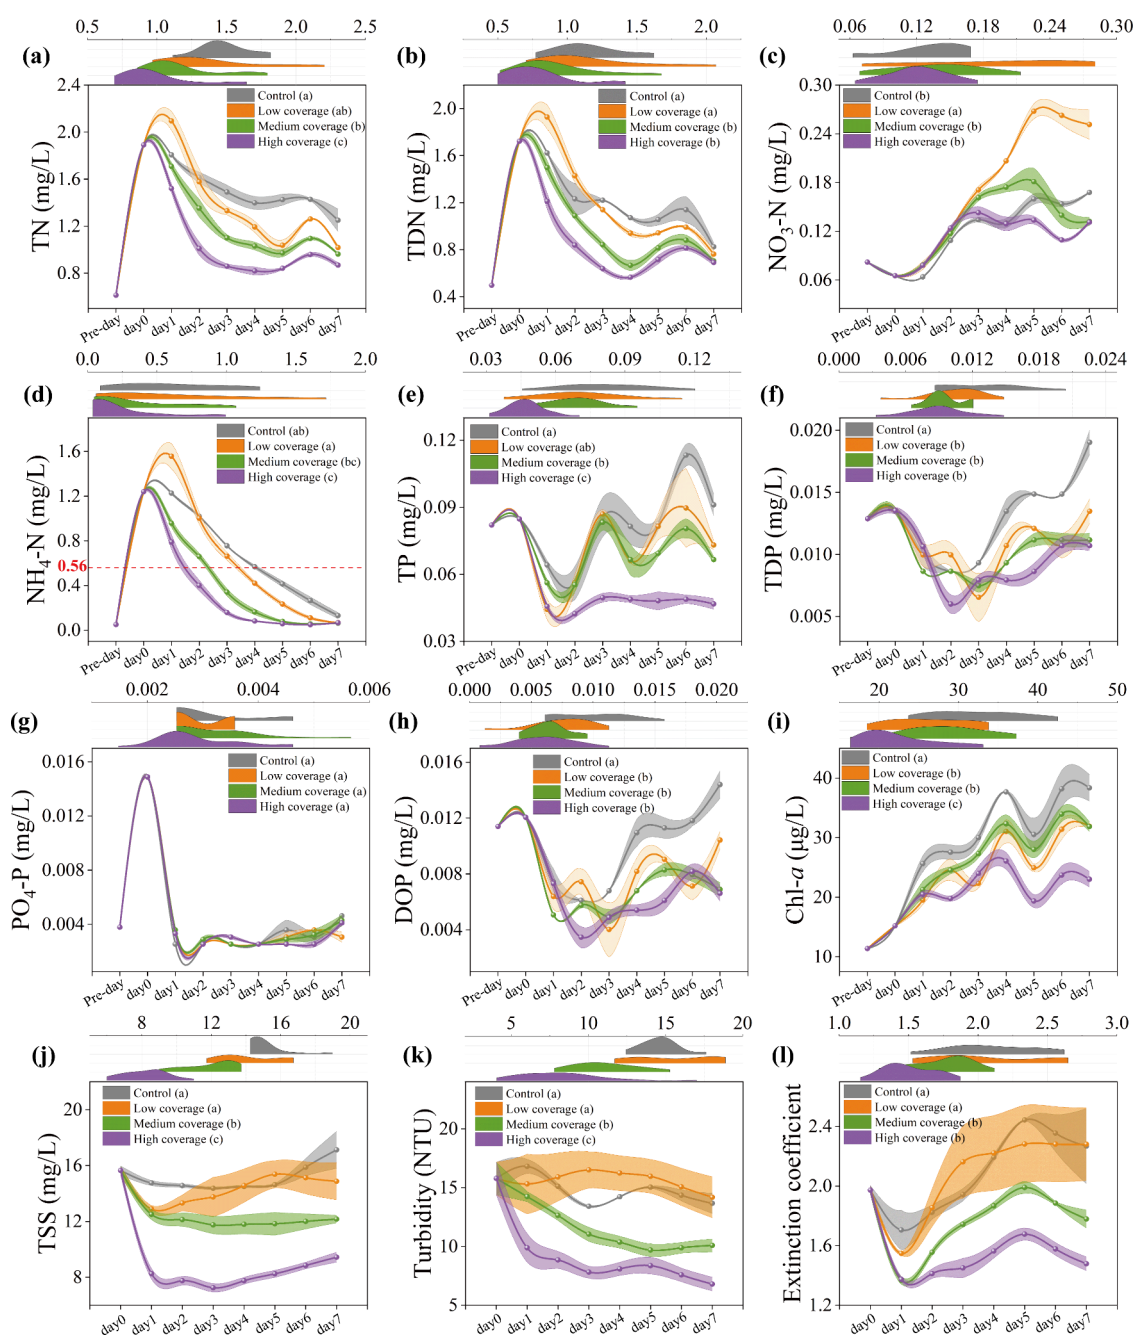 0.5 1.0 1.5 2.0 2.5
(a)
2.4
2.0
1.6
1.2
0.8
TN (mg/L)
Control (a)
Low coverage (ab)
Medium coverage (b)
High coverage (c)
Pre-day day0 day1 day2 day3 day4 day5 day6 day7
0.5 1.0 1.5 2.0
(b)
2.0
1.6
1.2
0.8
0.4
TDN (mg/L)
Control (a)
Low coverage (a)
Medium coverage (b)
High coverage (b)
Pre-day day0 day1 day2 day3 day4 day5 day6 day7
0.06 0.12 0.18 0.24 0.30
(c)
0.30
0.24
0.18
0.12
0.06
NO3-N (mg/L)
Control (b)
Low coverage (a)
Medium coverage (b)
High coverage (b)
Pre-day day0 day1 day2 day3 day4 day5 day6 day7
0.0 0.5 1.0 1.5 2.0
(d)
1.6
1.2
0.8
0.56
0.4
0.0
NH4-N (mg/L)
Control (ab)
Low coverage (a)
Medium coverage (bc)
High coverage (c)
Pre-day day0 day1 day2 day3 day4 day5 day6 day7
0.03 0.06 0.09 0.12
(e)
0.12
0.09
0.06
0.03
TP (mg/L)
Control (a)
Low coverage (ab)
Medium coverage (b)
High coverage (c)
Pre-day day0 day1 day2 day3 day4 day5 day6 day7
0.000 0.006 0.012 0.018 0.024
(f)
0.020
0.015
0.010
0.005
TDP (mg/L)
Control (a)
Low coverage (b)
Medium coverage (b)
High coverage (b)
Pre-day day0 day1 day2 day3 day4 day5 day6 day7
0.002 0.004 0.006
(g)
0.016
0.012
0.008
0.004
PO4-P (mg/L)
Control (a)
Low coverage (a)
Medium coverage (a)
High coverage (a)
Pre-day day0 day1 day2 day3 day4 day5 day6 day7
0.000 0.005 0.010 0.015 0.020
(h)
0.016
0.012
0.008
0.004
DOP (mg/L)
Control (a)
Low coverage (b)
Medium coverage (b)
High coverage (b)
Pre-day day0 day1 day2 day3 day4 day5 day6 day7
20 30 40 50
(i)
40
30
20
10
Chl-a (µg/L)
Control (a)
Low coverage (b)
Medium coverage (b)
High coverage (c)
Pre-day day0 day1 day2 day3 day4 day5 day6 day7
8 12 16 20
(j)
20
16
12
8
TSS (mg/L)
Control (a)
Low coverage (a)
Medium coverage (b)
High coverage (c)
day0 day1 day2 day3 day4 day5 day6 day7
5 10 15 20
(k)
20
15
10
5
Turbidity (NTU)
Control (a)
Low coverage (a)
Medium coverage (b)
High coverage (c)
day0 day1 day2 day3 day4 day5 day6 day7
1.0 1.5 2.0 2.5 3.0
(l)
2.4
2.0
1.6
1.2
Extinction coefficient
Control (a)
Low coverage (a)
Medium coverage (b)
High coverage (b)
day0 day1 day2 day3 day4 day5 day6 day7